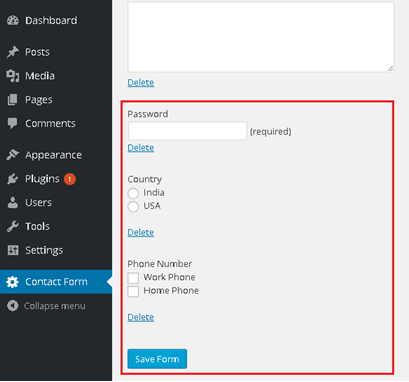 Dashboard
Posts
Media
Pages
Comments
Appearance
Plugins 1
Users
Tools
Settings
Contact Form
Collapse menu
Delete
Password
(required)
Delete
Country
India
USA
Delete
Phone Number
Work Phone
Home Phone
Delete
Save Form